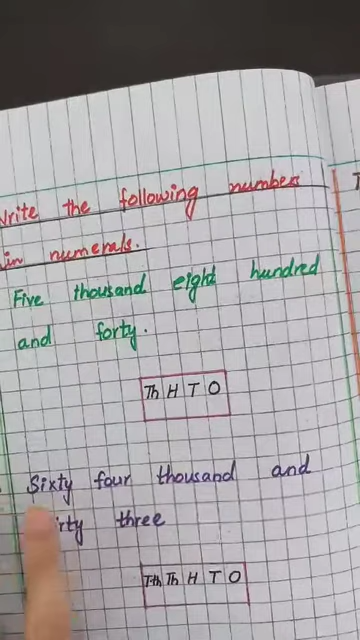 Write the following numbers
in numerals.
Five thousand eight hundred
and forty.
Th H T O
Sixty four thousand and
three
T-th Th H T O